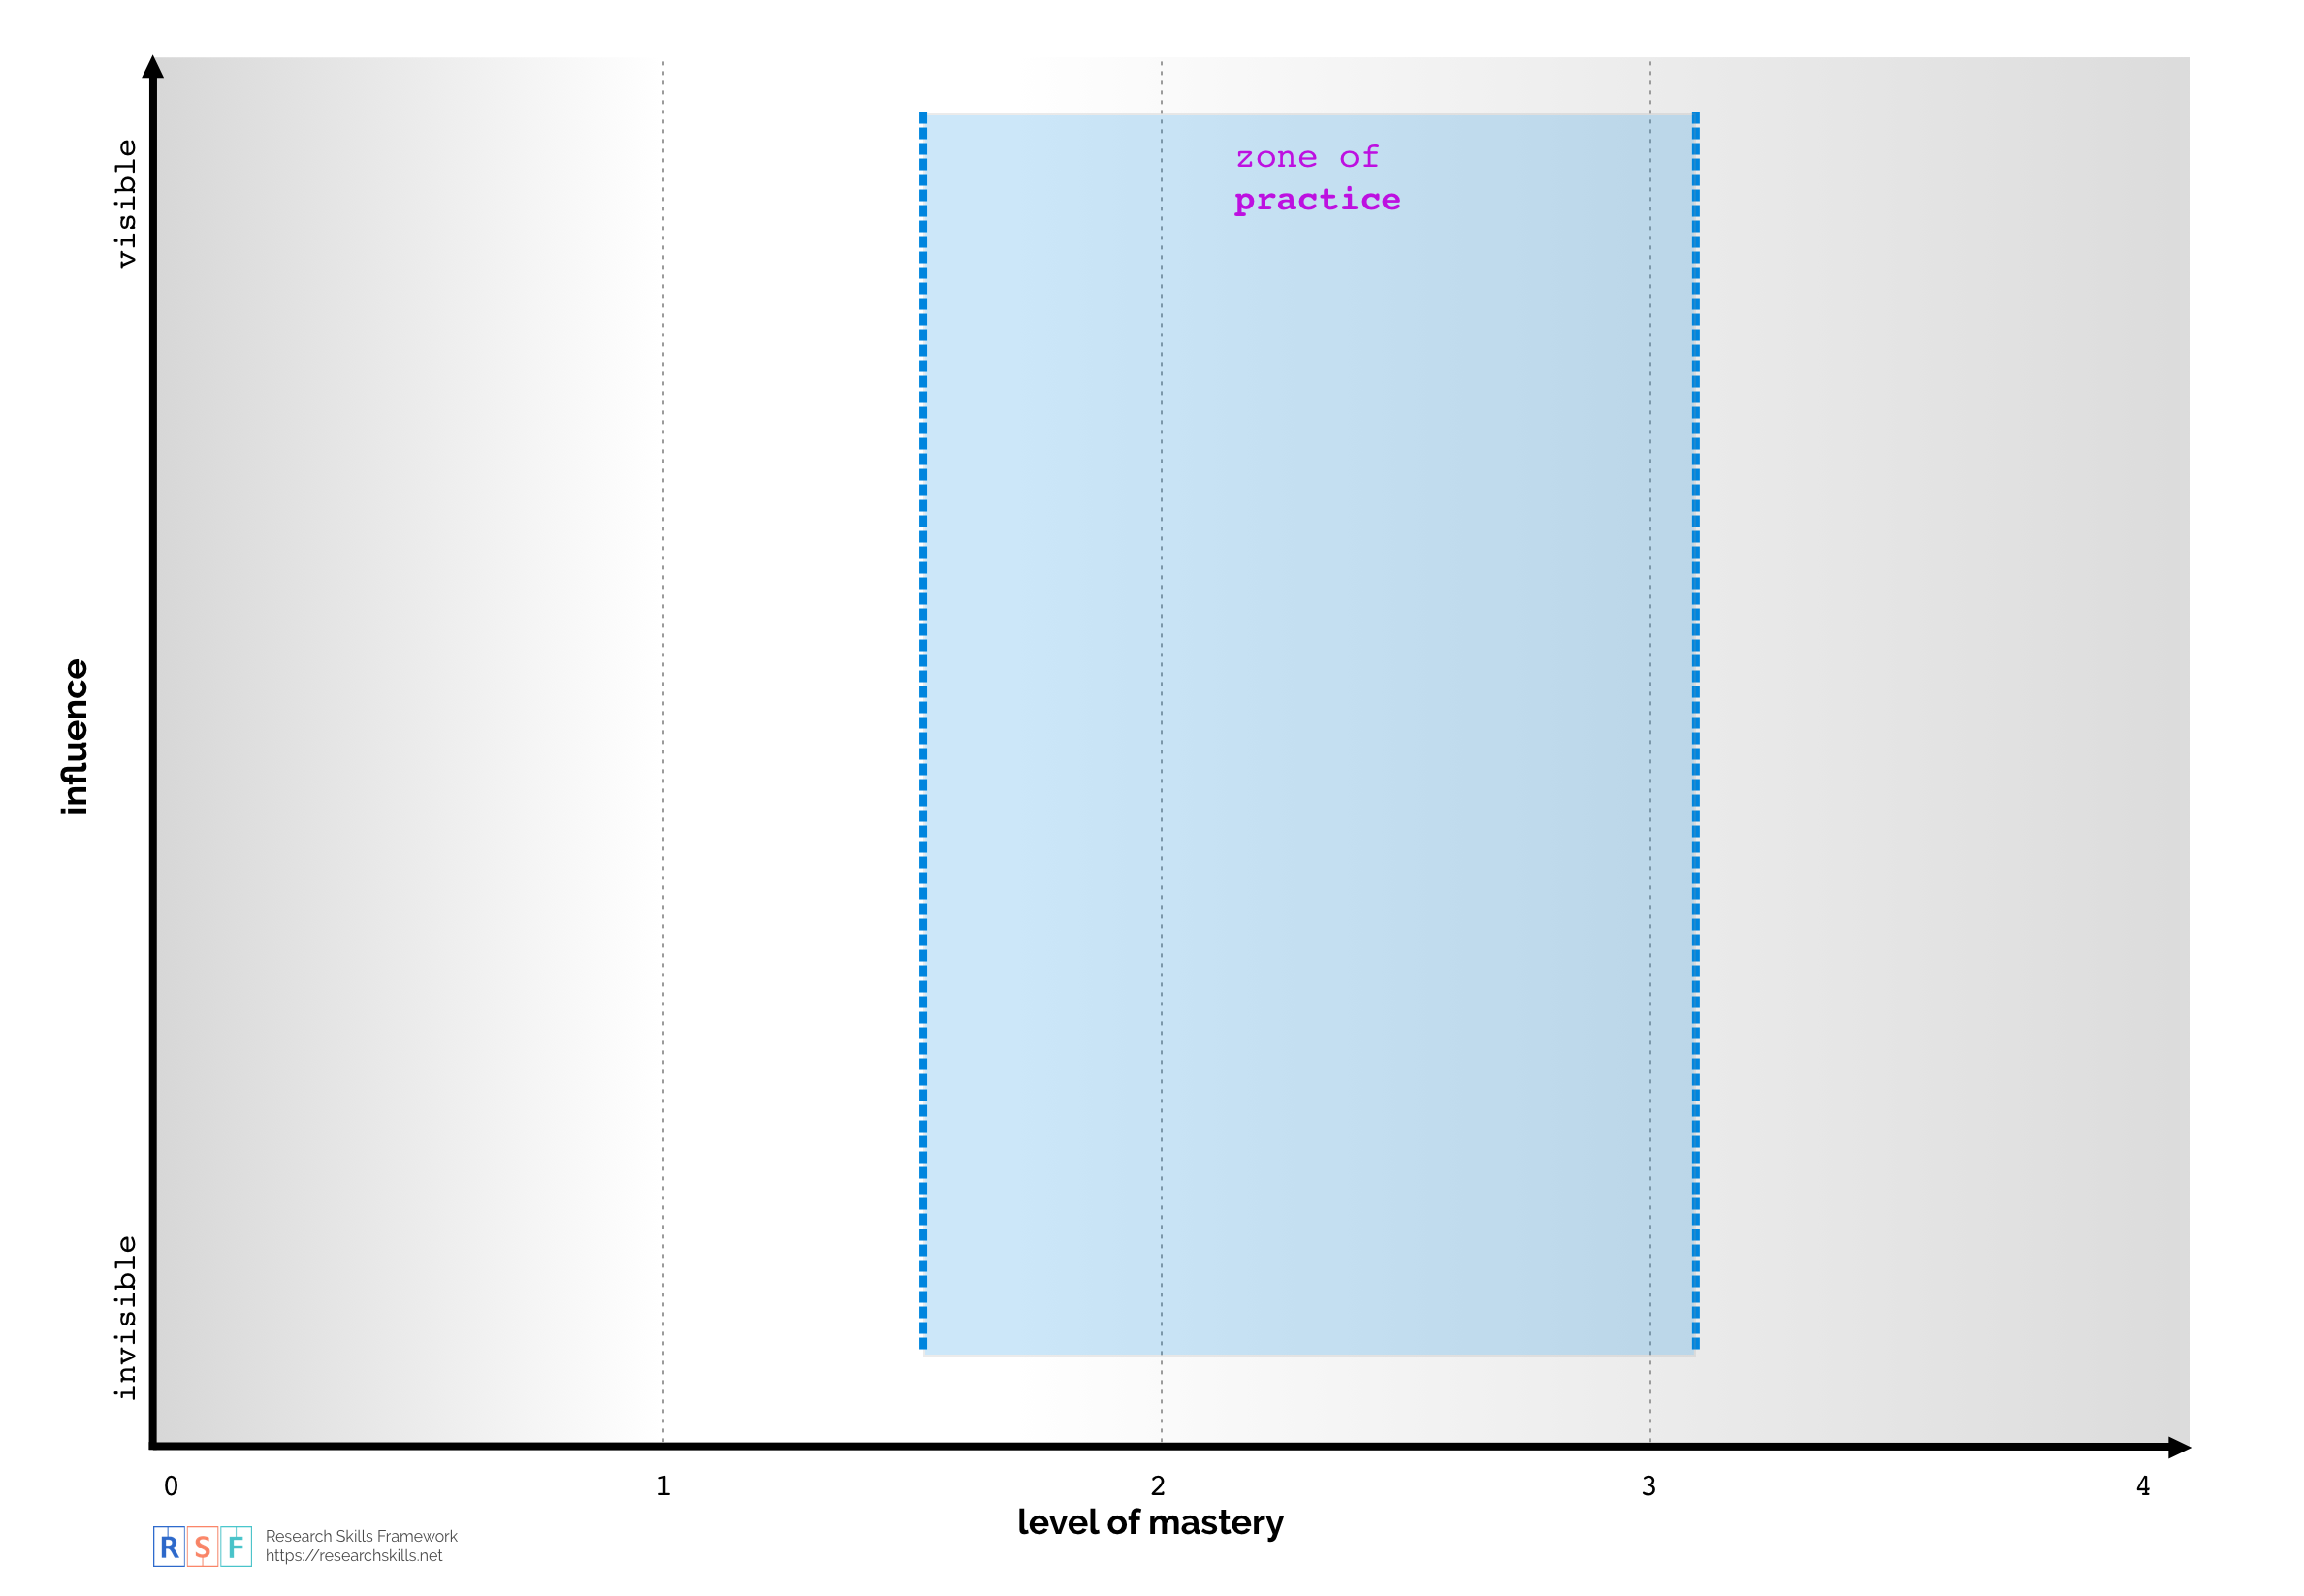 visible
zone of
practice
influence
invisible
0 1 2 3 4
level of mastery
RSF
Research Skills Framework
https://researchskills.net